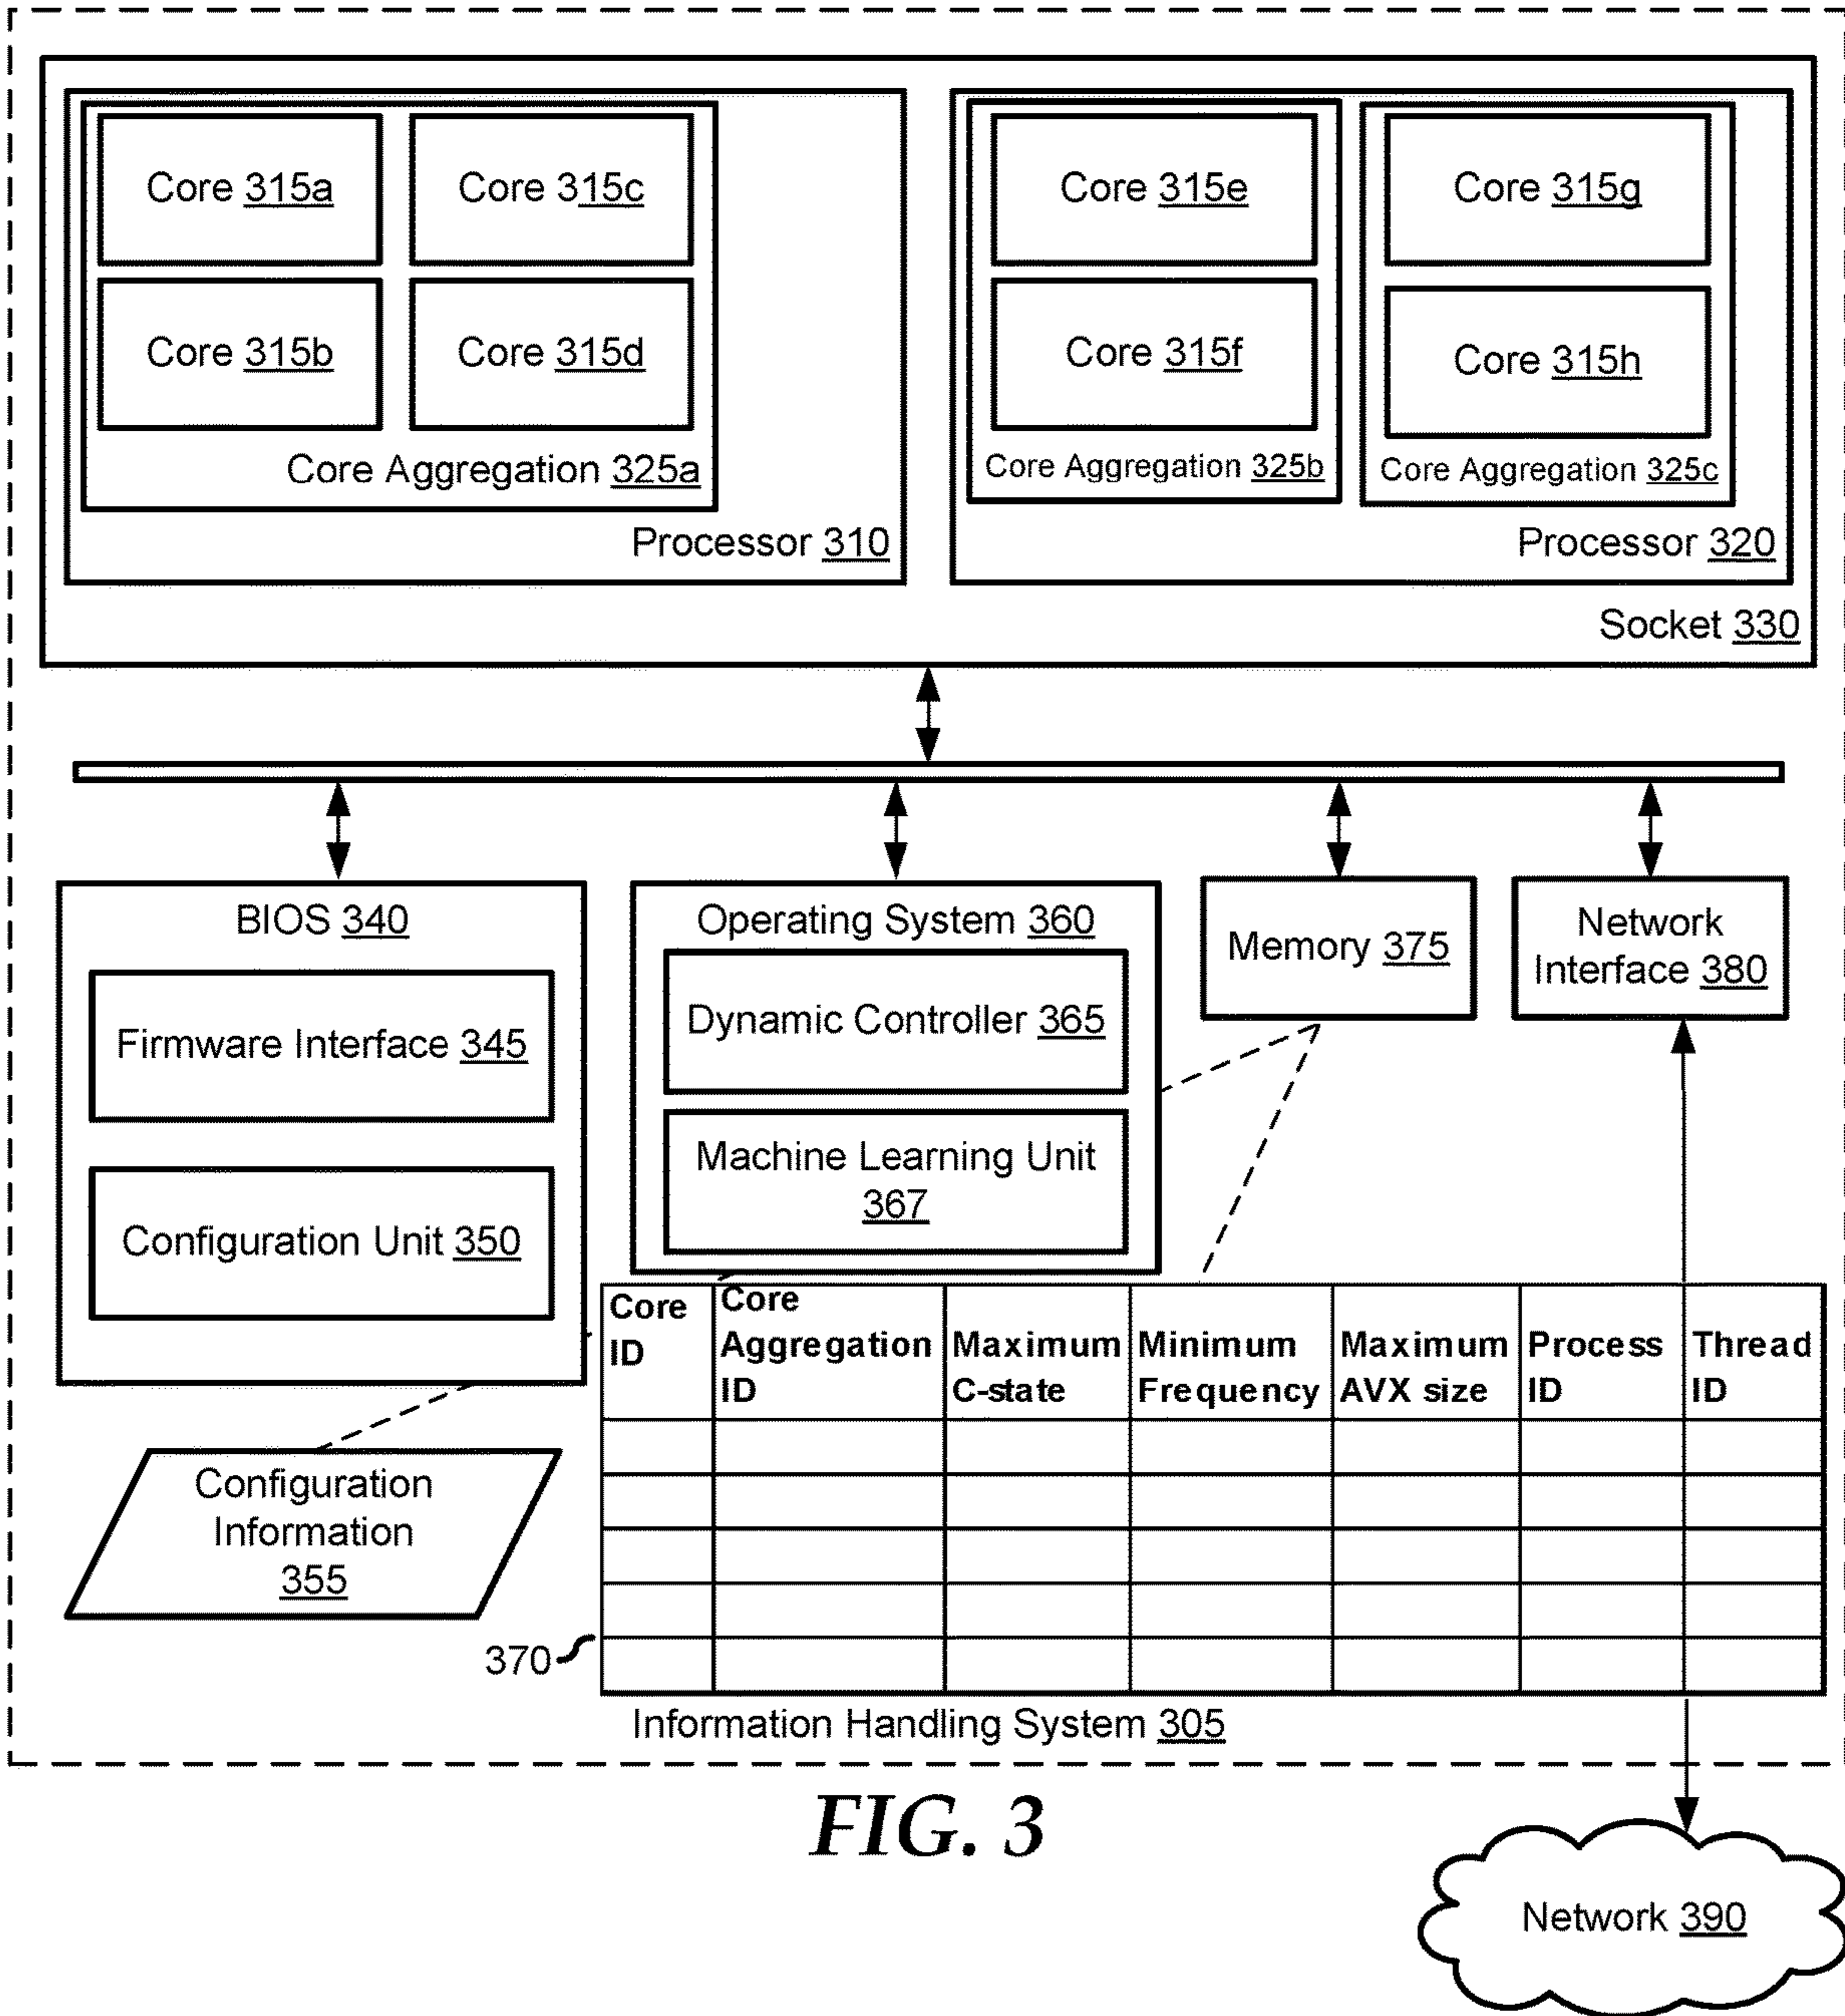 Core 315a
Core 315c
Core 315b
Core 315d
Core Aggregation 325a
Processor 310
Core 315e
Core 315g
Core 315f
Core 315h
Core Aggregation 325b
Core Aggregation 325c
Processor 320
Socket 330
BIOS 340
Firmware Interface 345
Configuration Unit 350
Operating System 360
Dynamic Controller 365
Machine Learning Unit
367
Memory 375
Network
Interface 380
Configuration
Information
355
Core
ID
Core
Aggregation
ID
Maximum
C-state
Minimum
Frequency
Maximum
AVX size
Process
ID
Thread
ID
370
Information Handling System 305
FIG. 3
Network 390